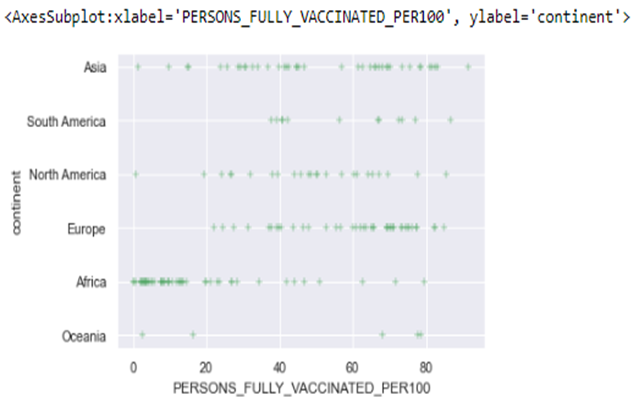 <AxesSubplot:xlabel='PERSONS_FULLY_VACCINATED_PER100', ylabel='continent'>
Asia
South America
North America
Europe
Africa
Oceania
continent
0 20 40 60 80
PERSONS_FULLY_VACCINATED_PER100